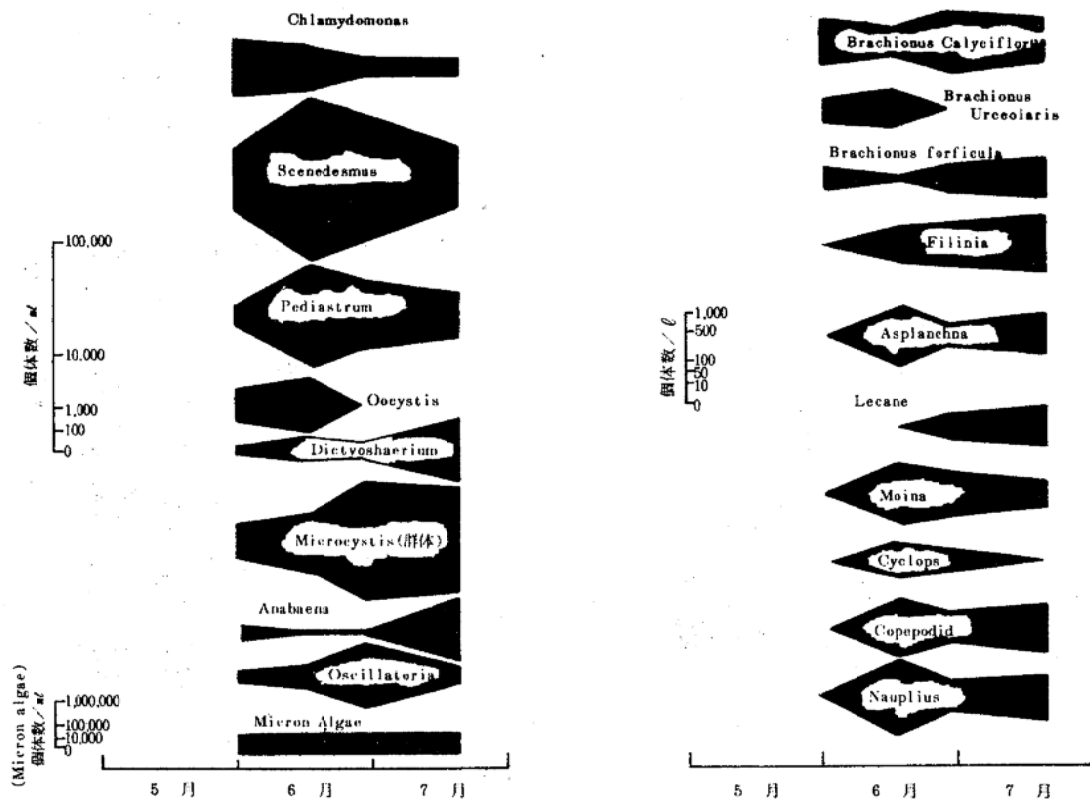 Chlamydomonas
Scenedesmus
100,000
Pediastrum
個体数/ml
10,000
Oocystis
1,000
100
0
Dictyoshaerium
Microcystis(群体)
Anabaena
Oscillatoria
(Micron algae)
個体数/ml
1,000,000
100,000
10,000
0
Micron Algae
5 月
6 月
7 月
Brachionus Calyciflorus
Brachionus
Urceolaris
Brachionus forficula
Filinia
個体数/ℓ
1,000
500
100
50
10
0
Asplanchna
Lecane
Moina
Cyclops
Copepodid
Nauplius
5 月
6 月
7 月